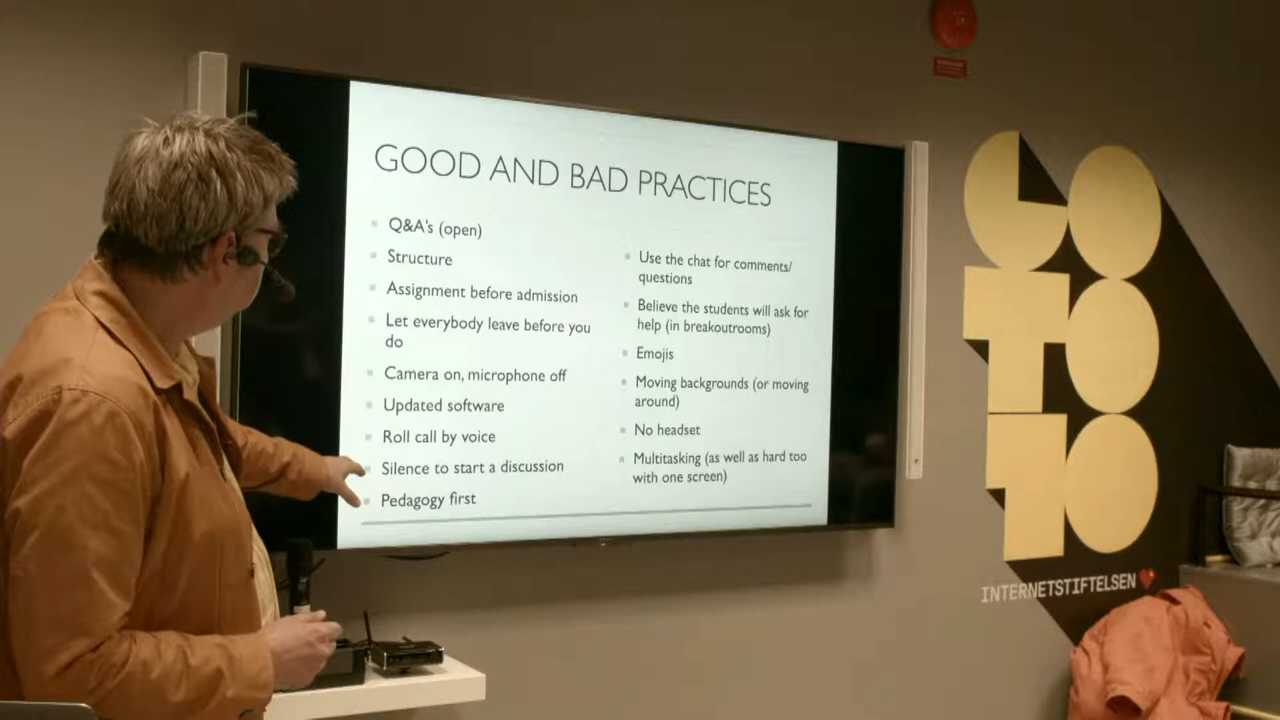 GOOD AND BAD PRACTICES
Q&A's (open)
Structure
Assignment before admission
Let everybody leave before you
do
Camera on, microphone off
Updated software
Roll call by voice
Silence to start a discussion
Pedagogy first
Use the chat for comments/
questions
Believe the students will ask for
help (in breakoutrooms)
Emojis
Moving backgrounds (or moving
around)
No headset
Multitasking (as well as hard too
with one screen)
INTERNETSTIFTELSEN